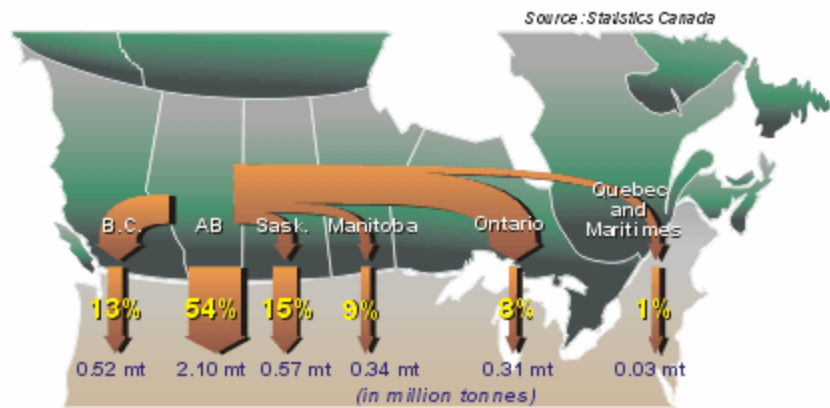 Source: Statistics Canada
B.C. AB Sask. Manitoba Ontario Quebec
and
Maritimes
13% 54% 15% 9% 8% 1%
0.52 mt 2.10 mt 0.57 mt 0.34 mt 0.31 mt 0.03 mt
(in million tonnes)